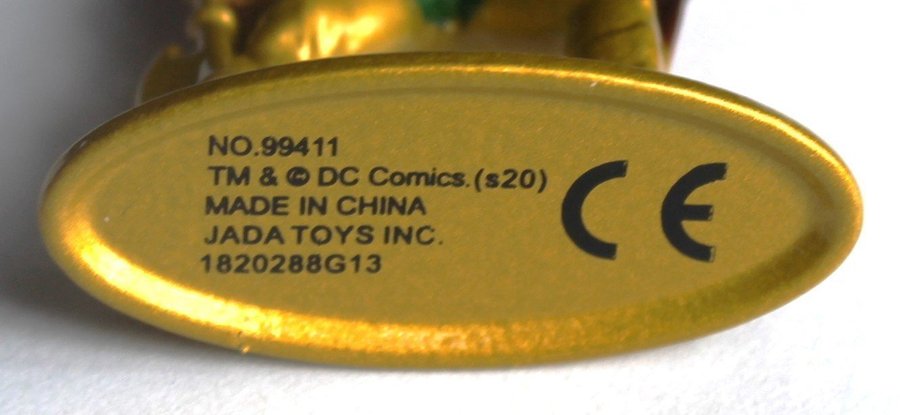 NO.99411
TM & © DC Comics.(s20)
MADE IN CHINA
JADA TOYS INC.
1820288G13
CE